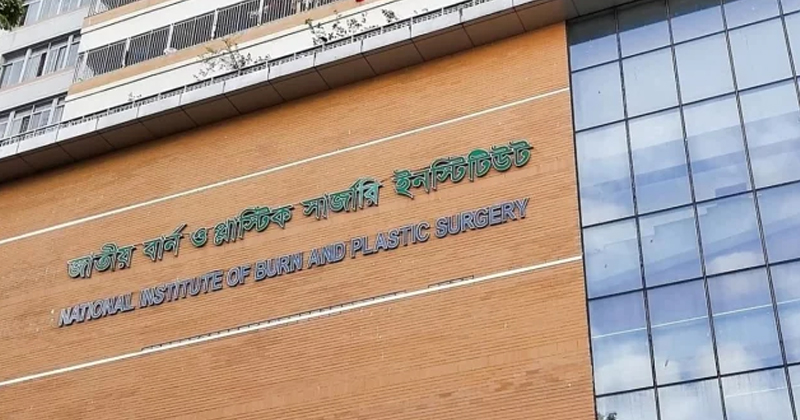 জাতীয় বার্ন ও প্লাস্টিক সার্জারি ইনস্টিটিউট
NATIONAL INSTITUTE OF BURN AND PLASTIC SURGERY